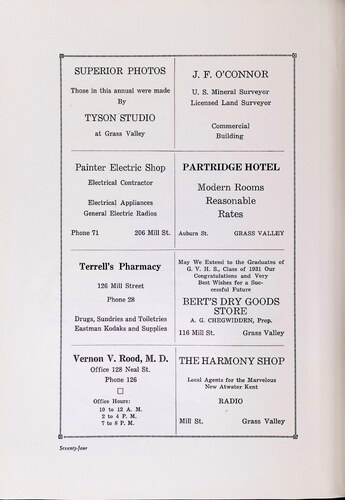 SUPERIOR PHOTOS
Those in this annual were made
By
TYSON STUDIO
at Grass Valley
J. F. O'CONNOR
U. S. Mineral Surveyor
Licensed Land Surveyor
Commercial
Building
Painter Electric Shop
Electrical Contractor
Electrical Appliances
General Electric Radios
Phone 71 206 Mill St.
PARTRIDGE HOTEL
Modern Rooms
Reasonable
Rates
Auburn St. GRASS VALLEY
Terrell's Pharmacy
126 Mill Street
Phone 28
Drugs, Sundries and Toiletries
Eastman Kodaks and Supplies
May We Extend to the Graduates of
G. V. H. S., Class of 1931 Our
Congratulations and Very
Best Wishes for a Suc-
cessful Future
BERT'S DRY GOODS
STORE
A. G. CHEGWIDDEN, Prop.
116 Mill St. Grass Valley
Vernon V. Rood, M. D.
Office 128 Neal St.
Phone 126
Office Hours:
10 to 12 A. M.
2 to 4 P. M.
7 to 8 P. M.
THE HARMONY SHOP
Local Agents for the Marvelous
New Atwater Kent
RADIO
Mill St. Grass Valley
Seventy-four